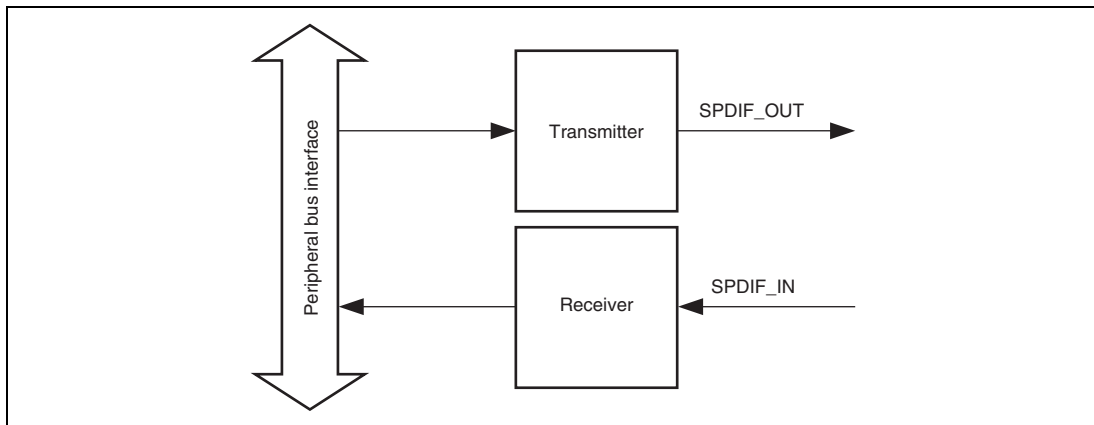 Peripheral bus interface
Transmitter
SPDIF_OUT
Receiver
SPDIF_IN